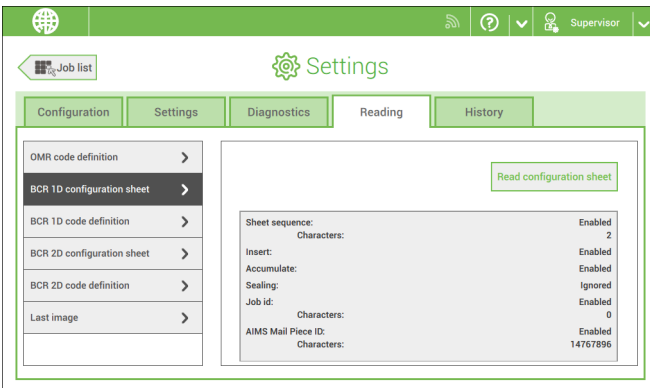 Supervisor
Job list
Settings
Configuration
Settings
Diagnostics
Reading
History
OMR code definition
BCR 1D configuration sheet
BCR 1D code definition
BCR 2D configuration sheet
BCR 2D code definition
Last image
Read configuration sheet
Sheet sequence: Enabled
Characters: 2
Insert: Enabled
Accumulate: Enabled
Sealing: Ignored
Job id: Enabled
Characters: 0
AIMS Mail Piece ID: Enabled
Characters: 14767896